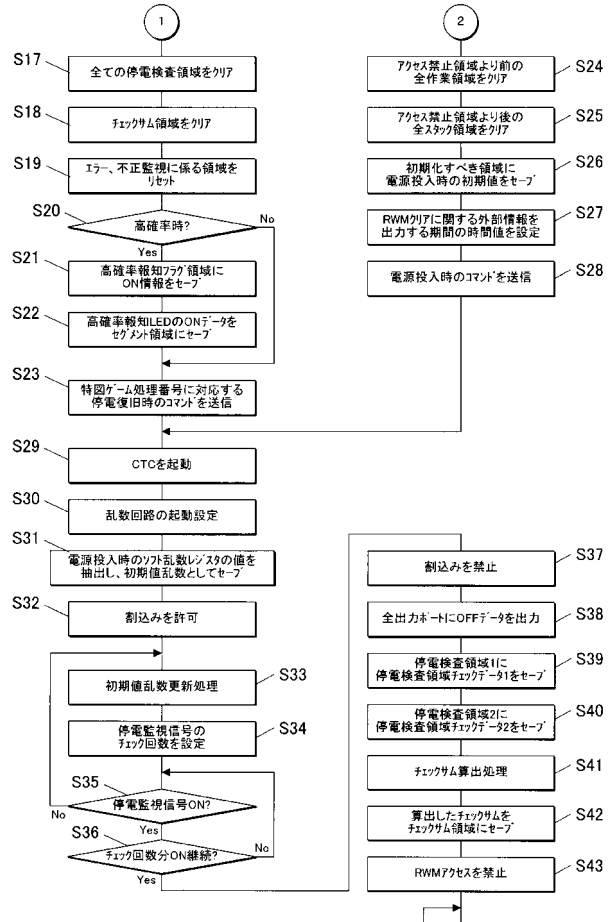 1
S17
全ての停電検査領域をクリア
S18
チェックサム領域をクリア
S19
エラー、不正監視に係る領域を
リセット
S20
高確率時?
No
Yes
S21
高確率報知フラグ領域に
ON情報をセーブ
S22
高確率報知LEDのONデータを
セグメント領域にセーブ
S23
特図ゲーム処理番号に対応する
停電復旧時のコマンドを送信
2
アクセス禁止領域より前の
全作業領域をクリア
S24
アクセス禁止領域より後の
全スタック領域をクリア
S25
初期化すべき領域に
電源投入時の初期値をセーブ
S26
RWMクリアに関する外部情報を
出力する期間の時間値を設定
S27
電源投入時のコマンドを送信
S28
S29
CTCを起動
S30
乱数回路の起動設定
S31
電源投入時のソフト乱数レジスタの値を
抽出し、初期値乱数としてセーブ
S32
割込みを許可
初期値乱数更新処理
S33
停電監視信号の
チェック回数を設定
S34
S35
停電監視信号ON?
No
Yes
S36
チェック回数分ON継続?
No
Yes
割込みを禁止
S37
全出力ポートにOFFデータを出力
S38
停電検査領域1に
停電検査領域チェックデータ1をセーブ
S39
停電検査領域2に
停電検査領域チェックデータ2をセーブ
S40
チェックサム算出処理
S41
算出したチェックサムを
チェックサム領域にセーブ
S42
RWMアクセスを禁止
S43